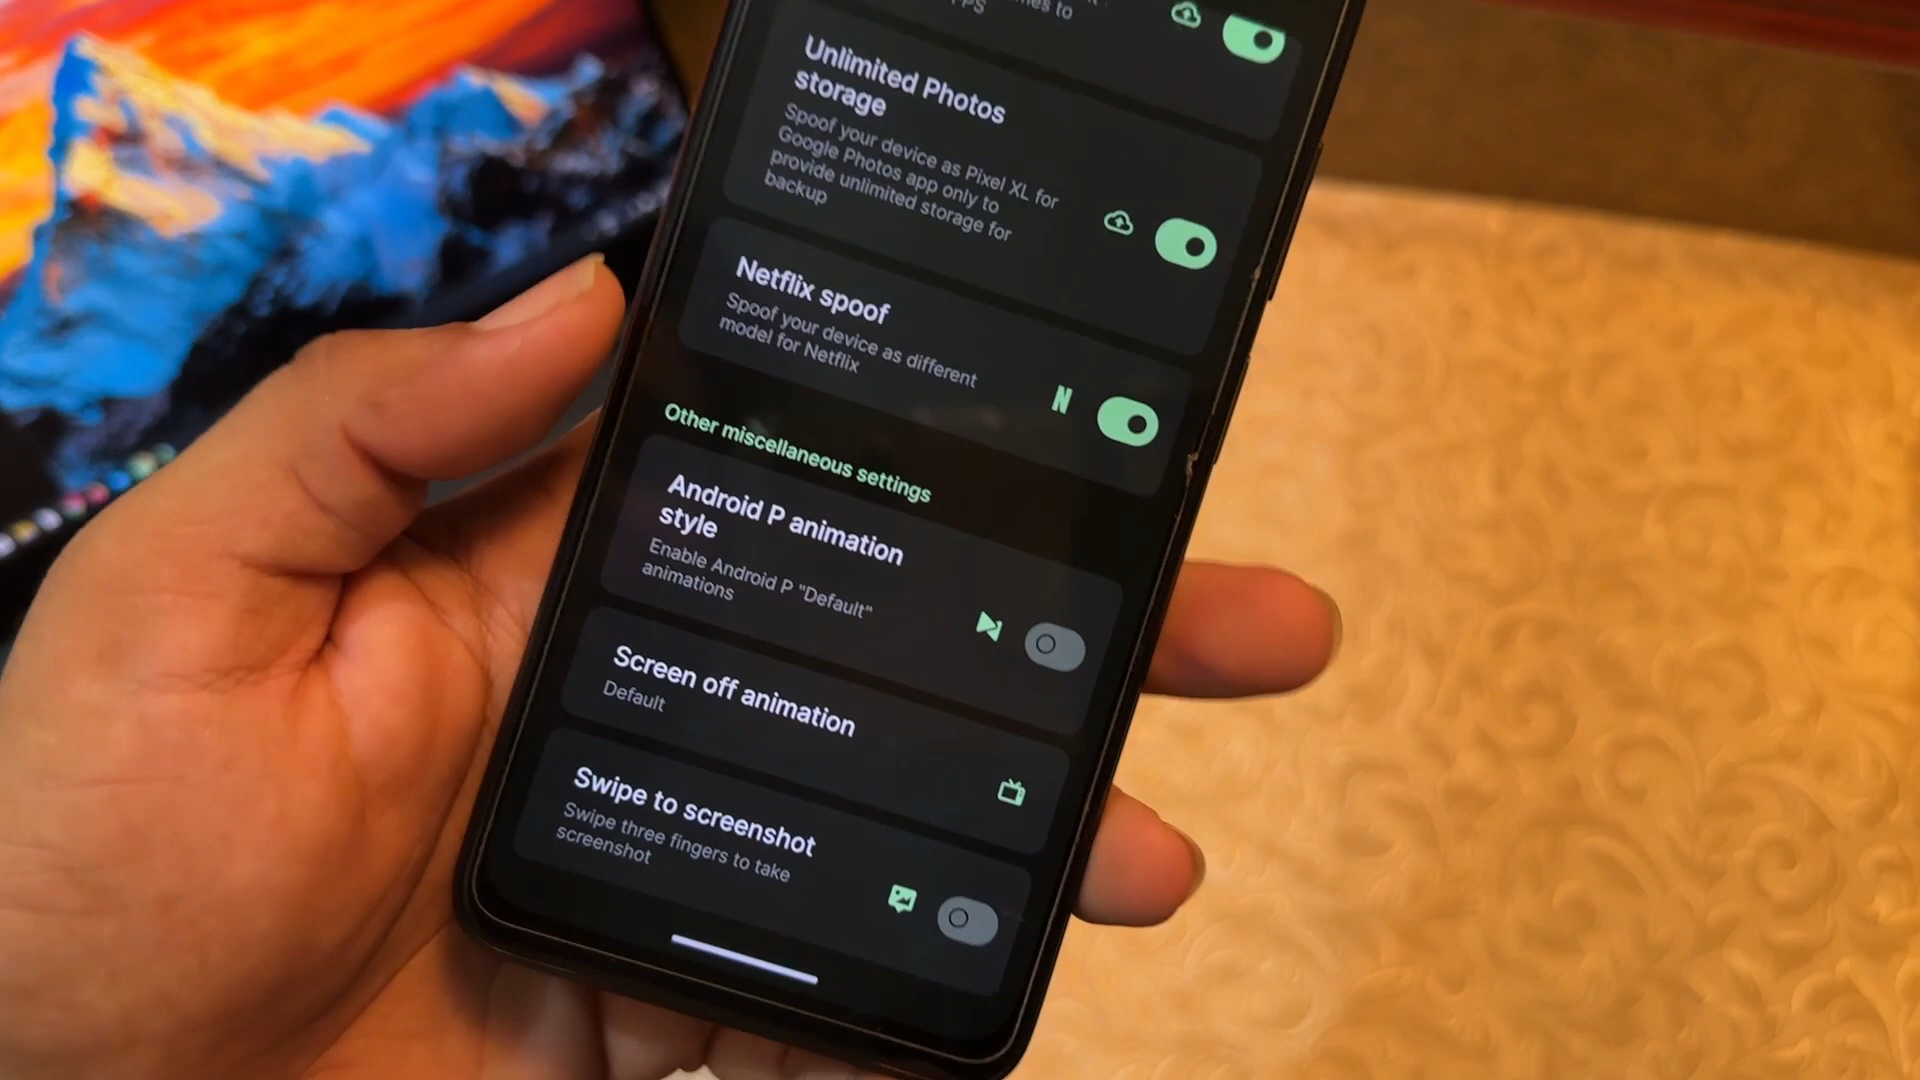 Unlimited Photos
storage
Spoof your device as Pixel XL for
Google Photos app only to
provide unlimited storage for
backup
Netflix spoof
Spoof your device as different
model for Netflix
N
Other miscellaneous settings
Android P animation
style
Enable Android P "Default"
animations
Screen off animation
Default
Swipe to screenshot
Swipe three fingers to take
screenshot